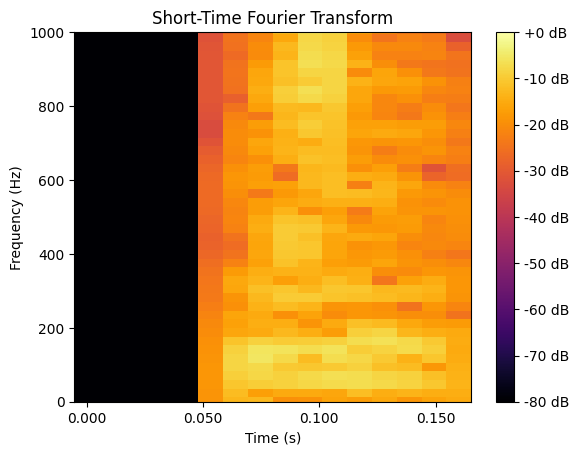 Short-Time Fourier Transform
1000
800
600
400
200
0
Frequency (Hz)
0.000
0.050
0.100
0.150
Time (s)
+0 dB
-10 dB
-20 dB
-30 dB
-40 dB
-50 dB
-60 dB
-70 dB
-80 dB